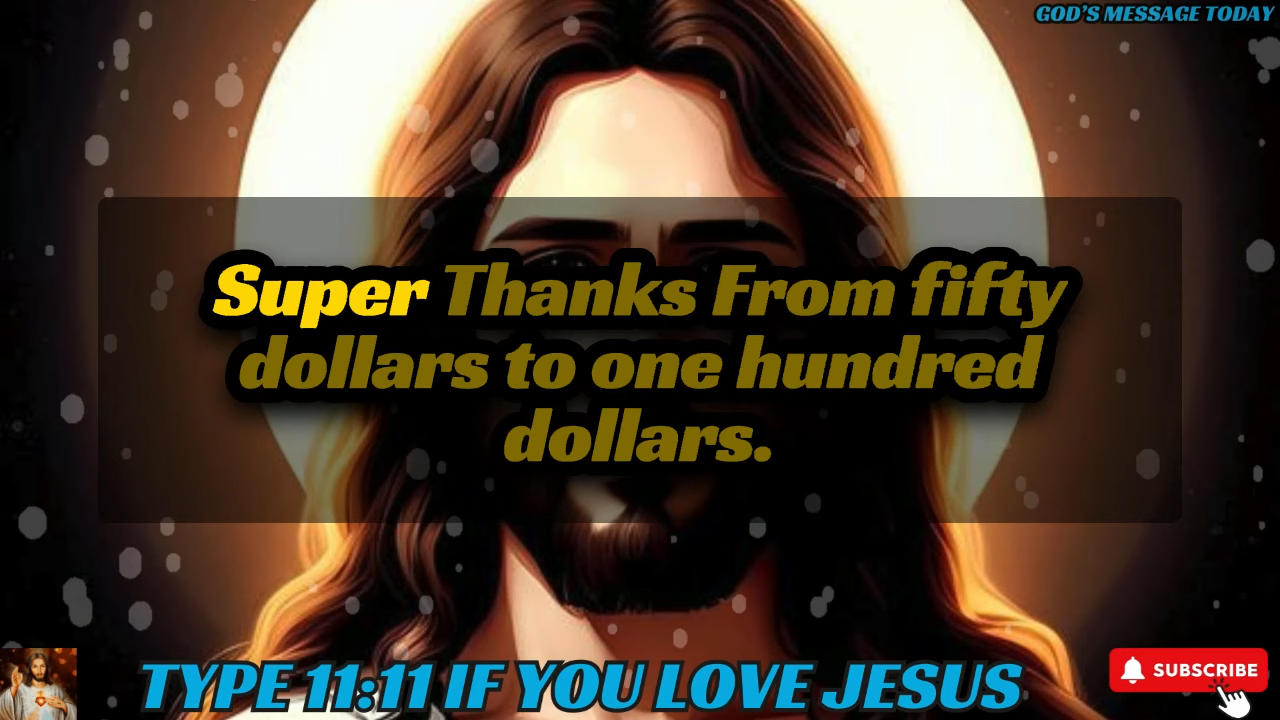 GOD'S MESSAGE TODAY
Super Thanks From fifty
dollars to one hundred
dollars.
TYPE 11:11 IF YOU LOVE JESUS
SUBSCRIBE